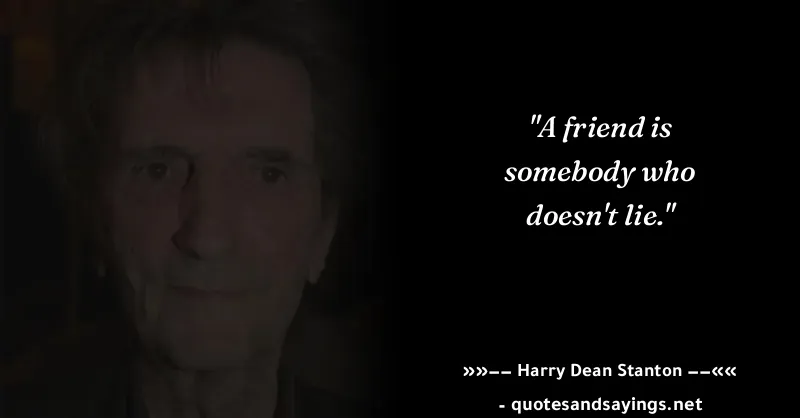 "A friend is
somebody who
doesn't lie."
»»–– Harry Dean Stanton ––««
- quotesandsayings.net